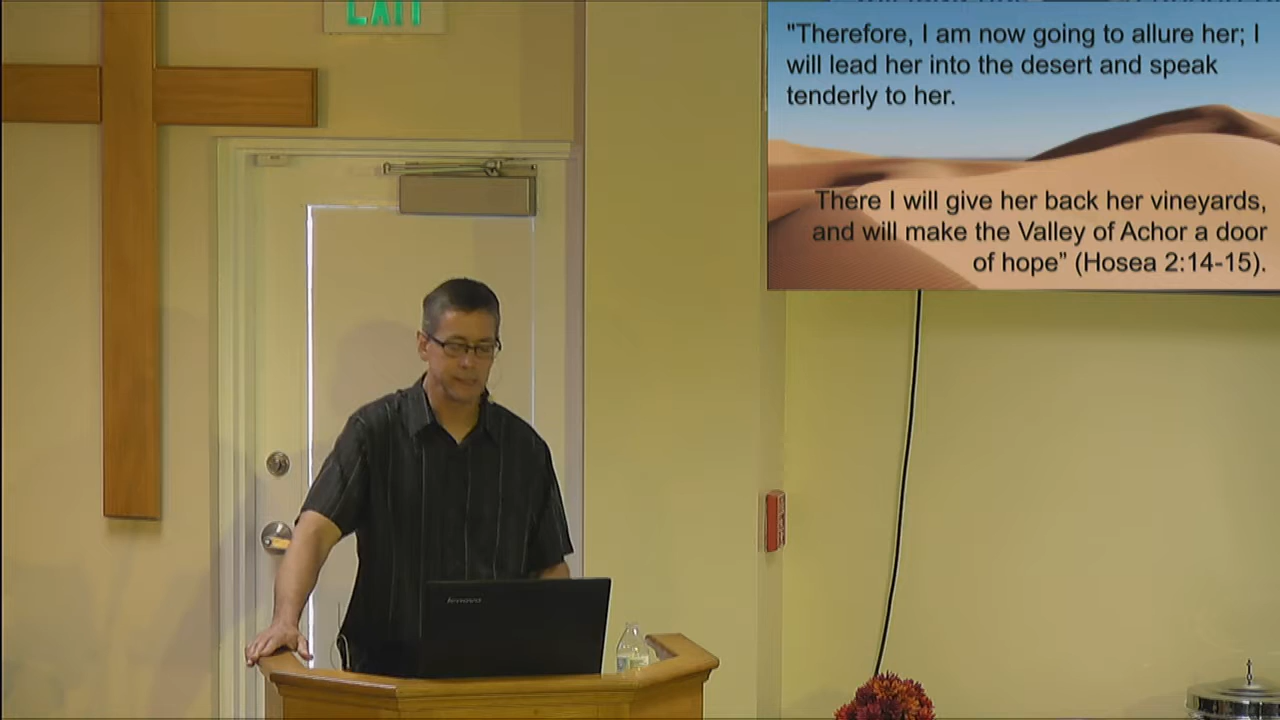 EXIT
"Therefore, I am now going to allure her; I
will lead her into the desert and speak
tenderly to her.
There I will give her back her vineyards,
and will make the Valley of Achor a door
of hope” (Hosea 2:14-15).
lenovo